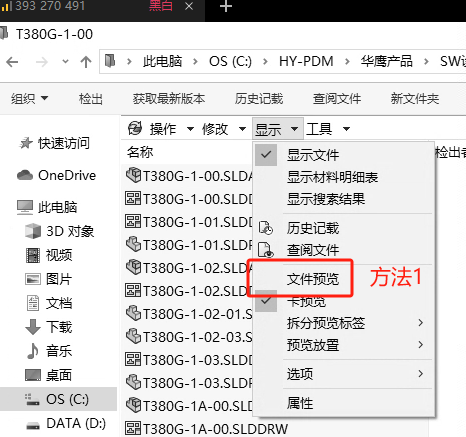 393 270 491 黑白
T380G-1-00
此电脑 OS (C:) HY-PDM 华鹰产品
组织 检出 获取最新版本 历史记载 查阅文件 新文件夹
操作 修改 显示 工具
名称 检出者
快速访问
OneDrive
此电脑
3D 对象
视频
图片
文档
下载
音乐
桌面
OS (C:)
DATA (D:)
T380G-1-00.SLDA
T380G-1-00.SLDD
T380G-1-01.SLDD
T380G-1-01.SLDP
T380G-1-02.SLDA
T380G-1-02.SLDD
T380G-1-02-01.SLD
T380G-1-02-03.SLD
T380G-1-03.SLDD
T380G-1-03.SLDP
T380G-1A-00.SLD
T380G-1A-00.SLDDRW
显示文件
显示材料明细表
显示搜索结果
历史记载
查阅文件
文件预览
方法1
卡预览
拆分预览标签
预览放置
选项
属性